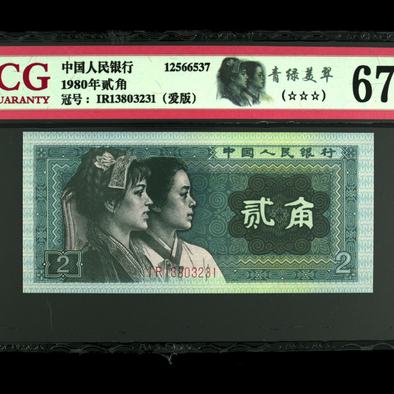 CG
UARANTY
中国人民银行
1980年贰角
冠号：IR13803231（爱版）
12566537
青绿美翠
(☆☆☆)
67
中国人民银行
贰角
2
IR13803231
2